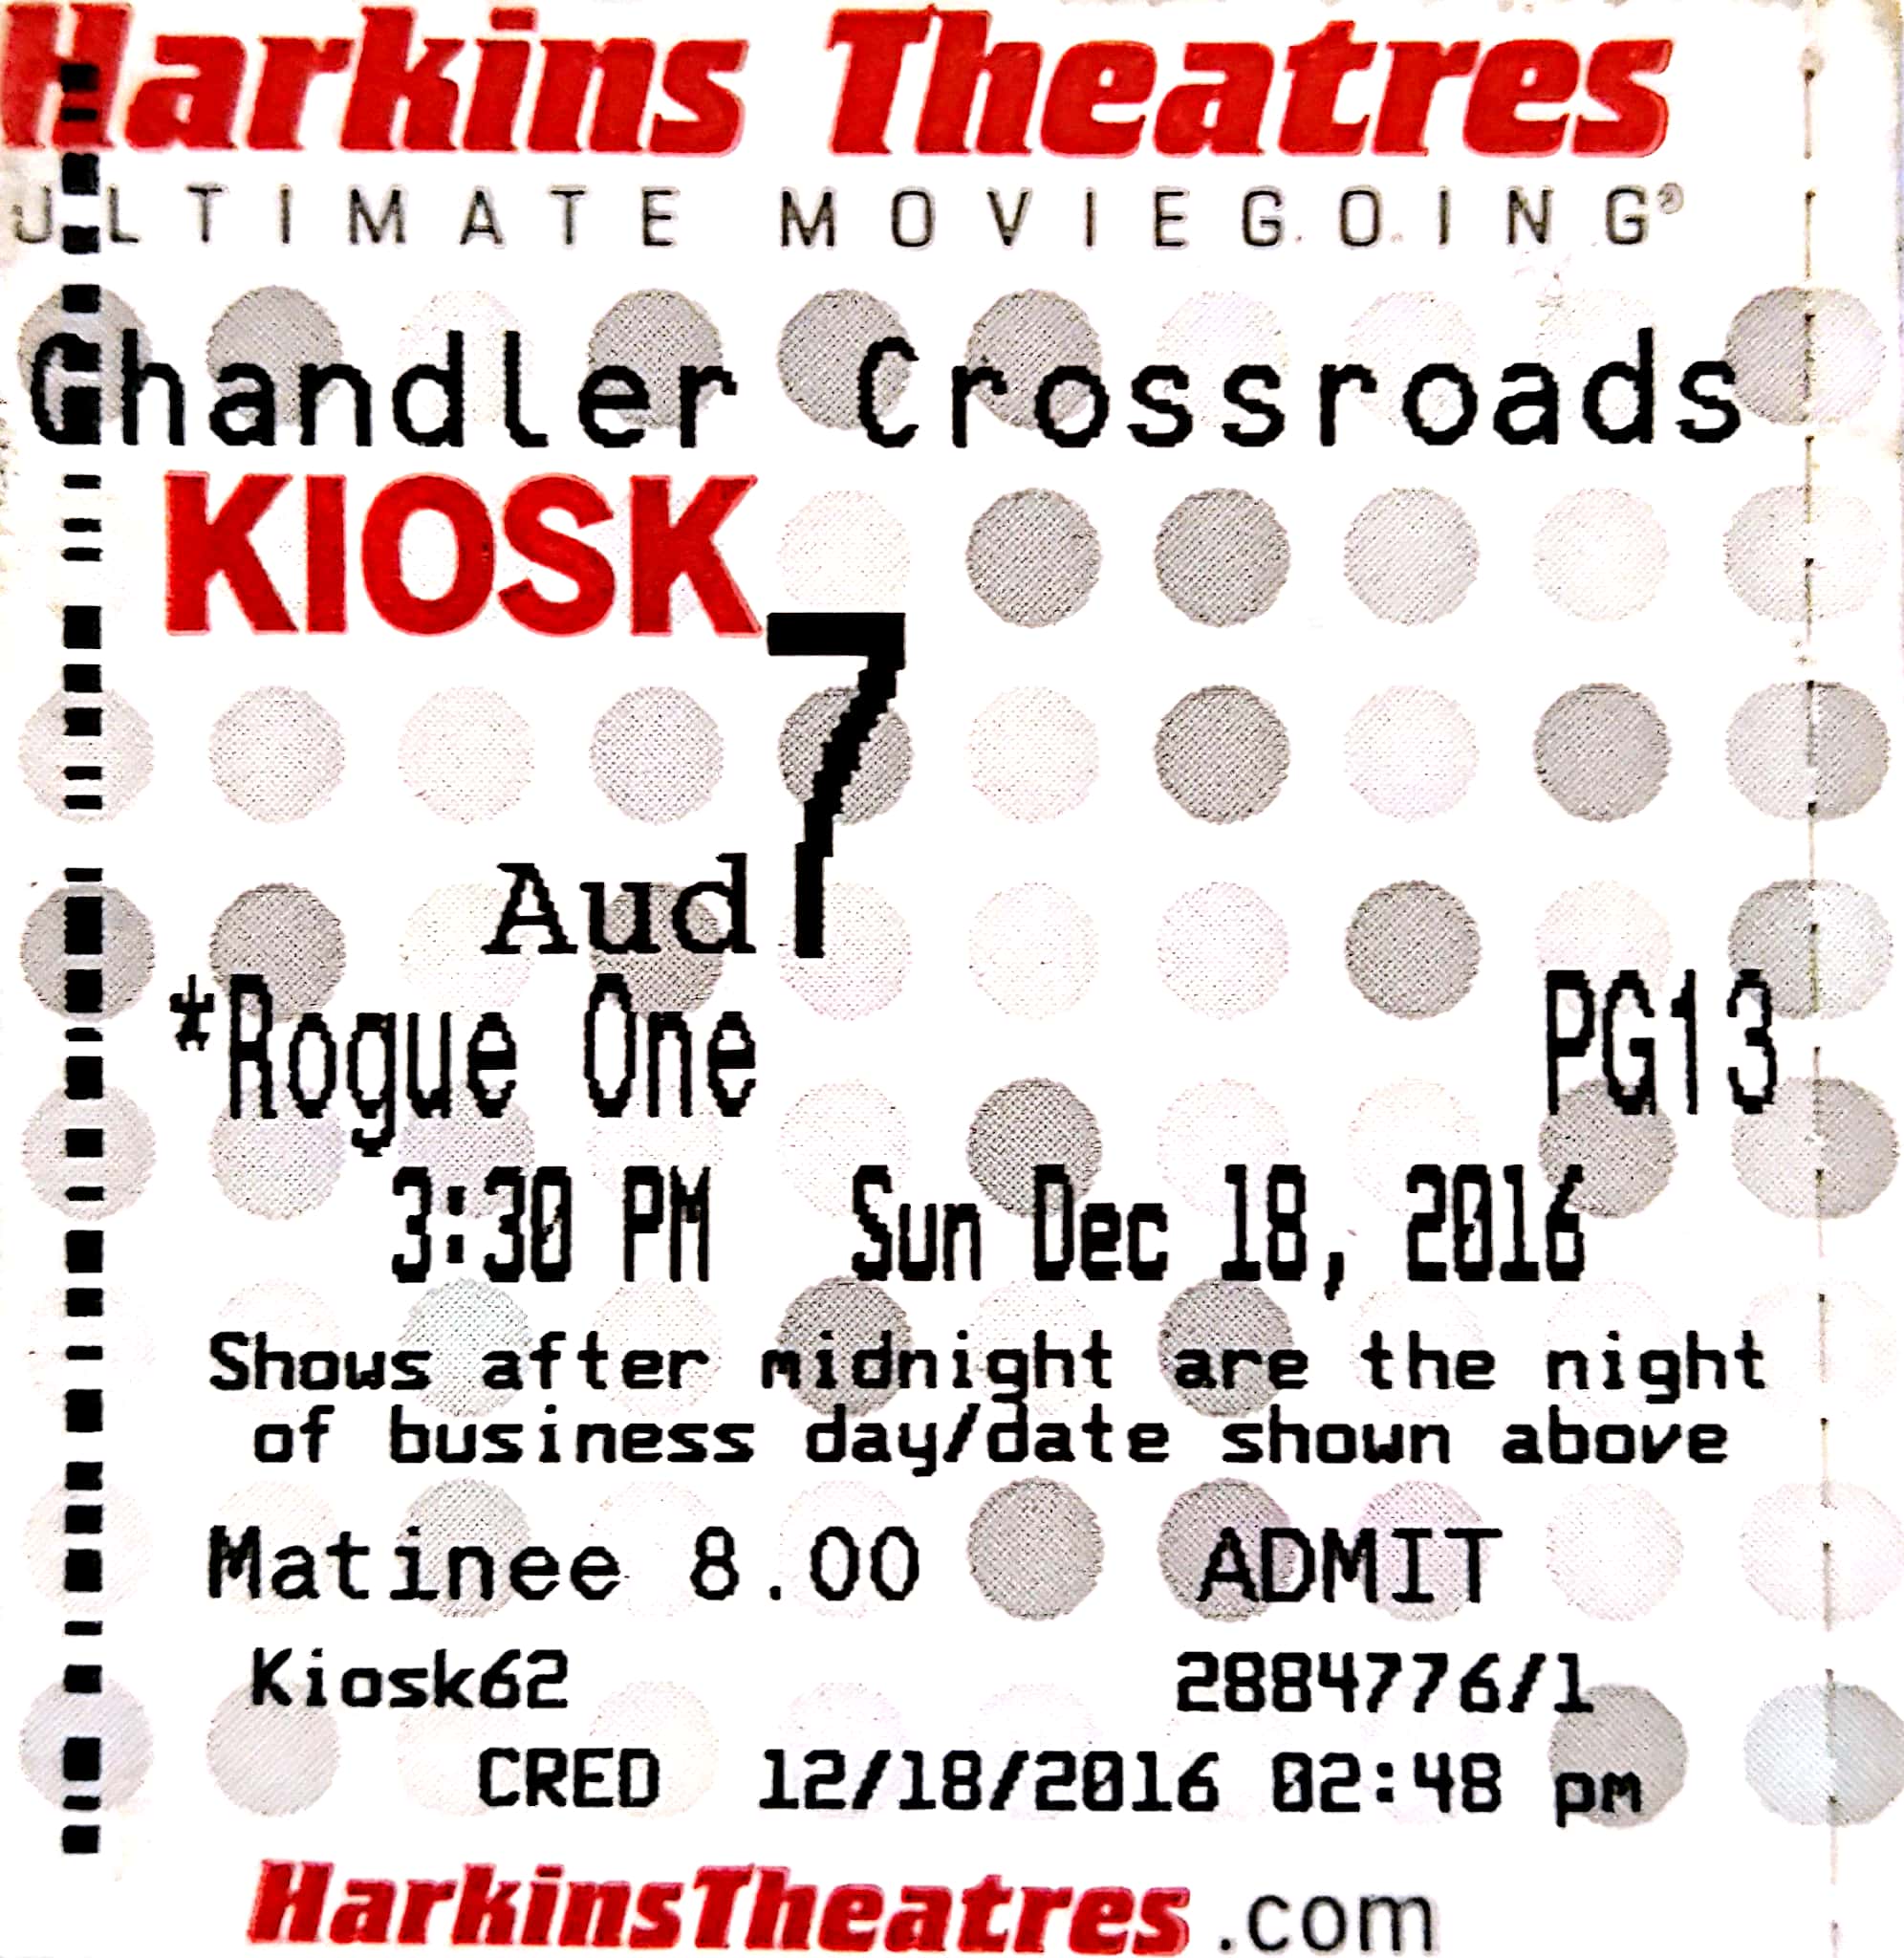 Harkins Theatres
ULTIMATE MOVIEGOING®
Chandler Crossroads
KIOSK
Aud 7
*Rogue One PG13
3:30 PM Sun Dec 18, 2016
Shows after midnight are the night
of business day/date shown above
Matinee 8.00 ADMIT
Kiosk62 2884776/1
CRED 12/18/2016 02:48 pm
HarkinsTheatres.com